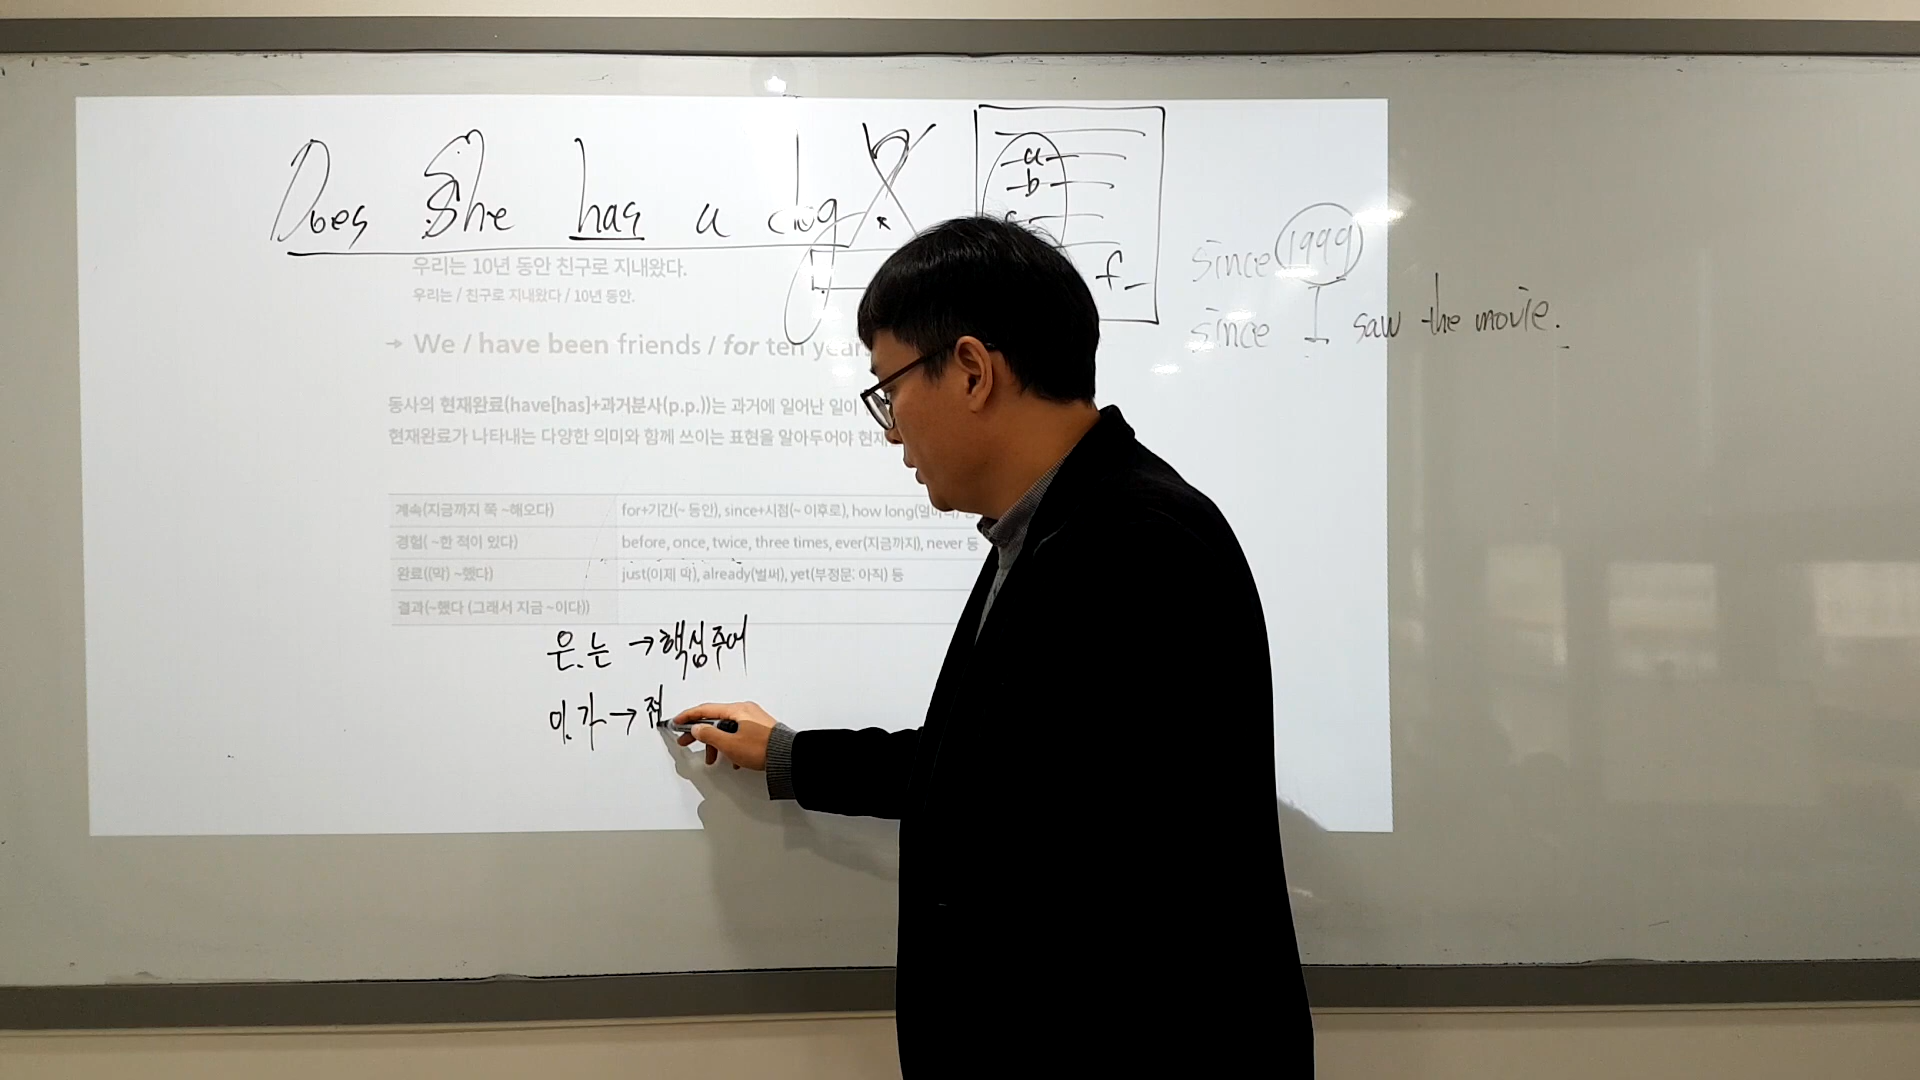 Does She has a dog ?
a
b
c
f
since 1999
since I saw the movie.
우리는 10년 동안 친구로 지내왔다.
우리는 / 친구로 지내왔다 / 10년 동안.
→ We / have been friends / for ten years.
동사의 현재완료(have[has]+과거분사(p.p.))는 과거에 일어난 일이
현재완료가 나타내는 다양한 의미와 함께 쓰이는 표현을 알아두어야
계속(지금까지 쭉 ~해오다) for+기간(~ 동안), since+시점(~ 이후로), how long
경험( ~한 적이 있다) before, once, twice, three times, ever(지금까지), never 등
완료((막) ~했다) just(이제 막), already(벌써), yet(부정문: 아직) 등
결과(~했다 (그래서 지금 ~이다))
은.는 → 핵심주어
이.가 →